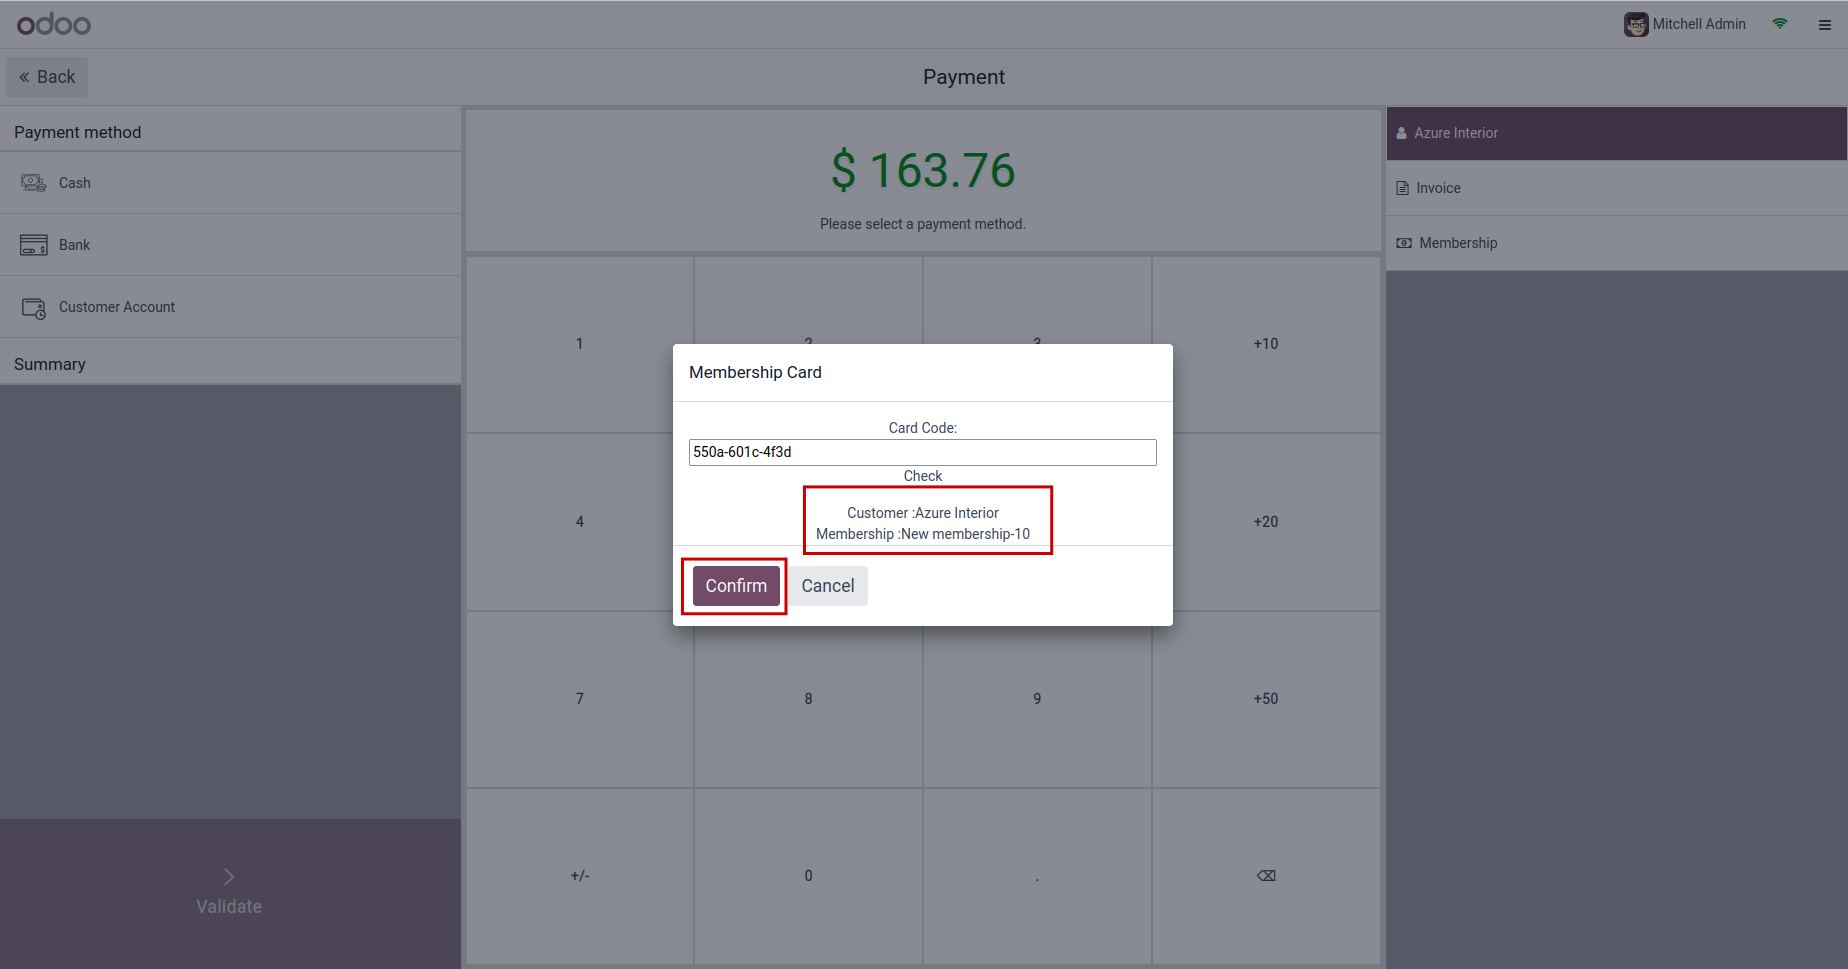 odoo
Mitchell Admin
Back
Payment
Payment method
Cash
Bank
Customer Account
Summary
Validate
$ 163.76
Please select a payment method.
1
2
3
+10
4
+20
7
8
9
+50
+/-
0
.
Azure Interior
Invoice
Membership
Membership Card
Card Code:
550a-601c-4f3d
Check
Customer :Azure Interior
Membership :New membership-10
Confirm
Cancel